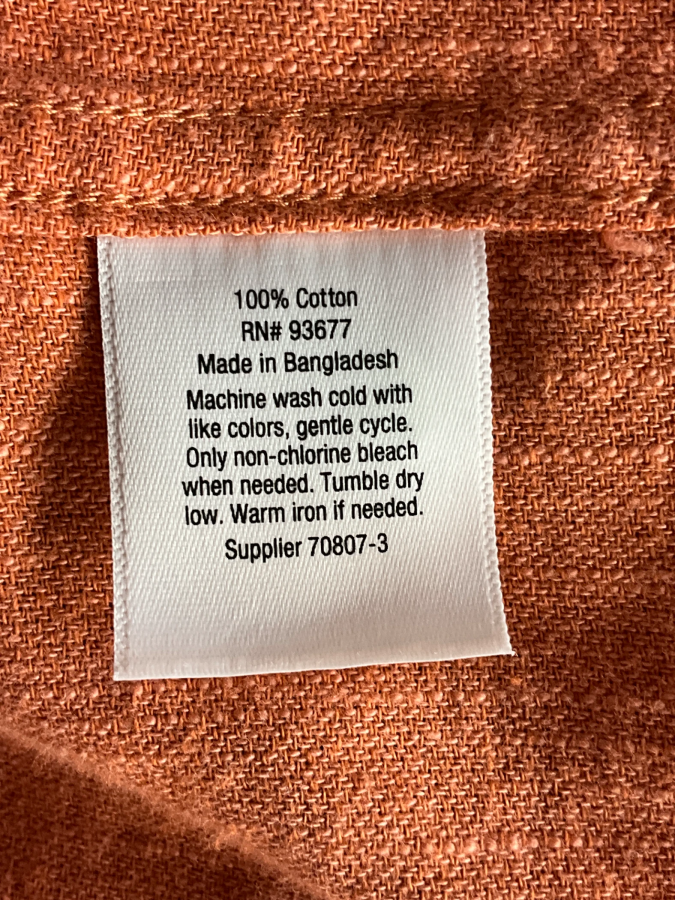 100% Cotton
RN# 93677
Made in Bangladesh
Machine wash cold with
like colors, gentle cycle.
Only non-chlorine bleach
when needed. Tumble dry
low. Warm iron if needed.
Supplier 70807-3